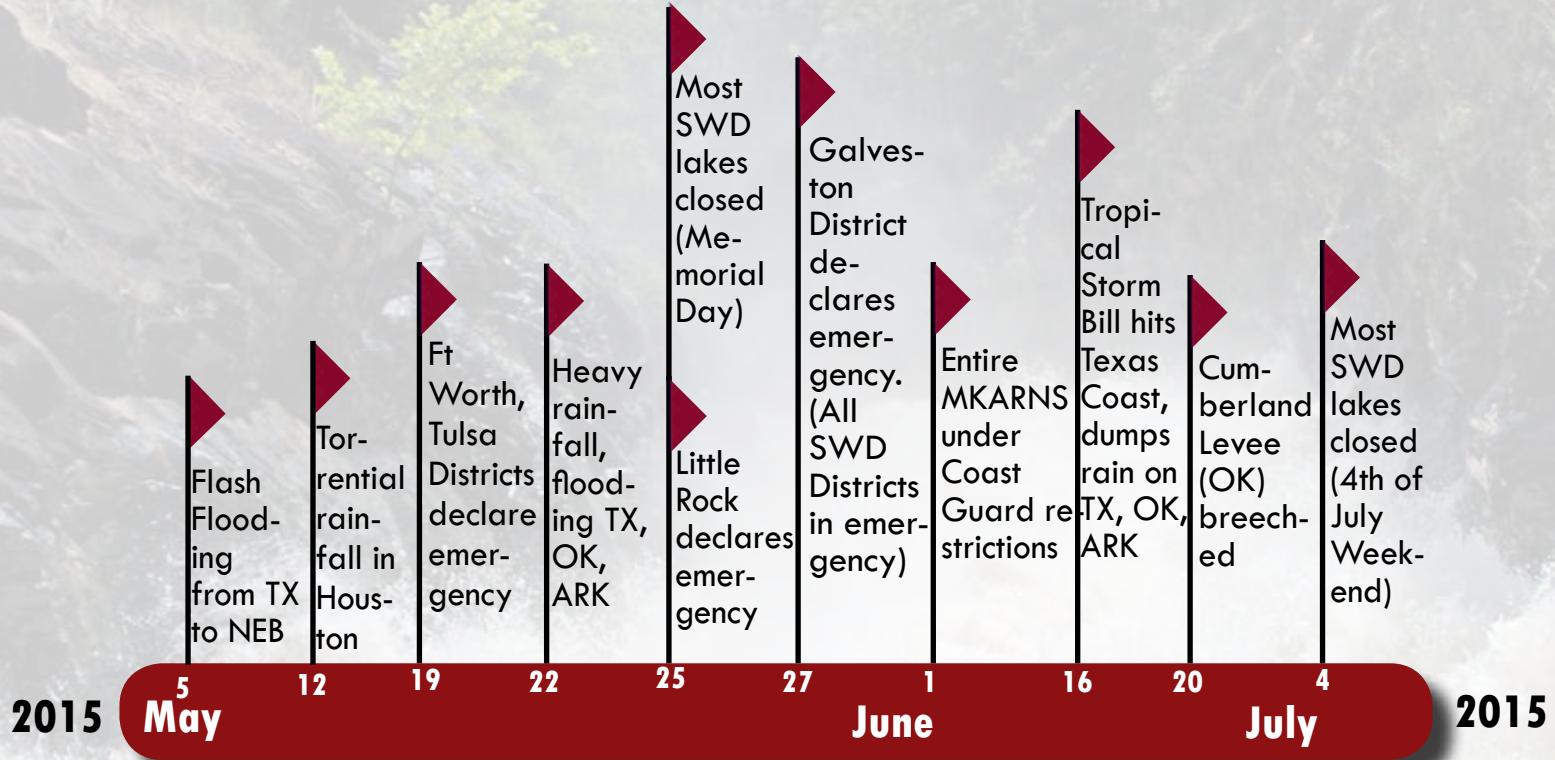 Flash
Flood-
ing
from TX
to NEB
Tor-
rential
rain-
fall in
Hous-
ton
Ft
Worth,
Tulsa
Districts
declare
emer-
gency
Heavy
rain-
fall,
flood-
ing TX,
OK,
ARK
Most
SWD
lakes
closed
(Me-
morial
Day)
Little
Rock
declares
emer-
gency
Galves-
ton
District
de-
clares
emer-
gency.
(All
SWD
Districts
in emer-
gency)
Entire
MKARNS
under
Coast
Guard re-
strictions
Tropi-
cal
Storm
Bill hits
Texas
Coast,
dumps
rain on
TX, OK,
ARK
Cum-
berland
Levee
(OK)
breech-
ed
Most
SWD
lakes
closed
(4th of
July
Week-
end)
5 12 19 22 25 27 1 16 20 4
2015 May June July 2015